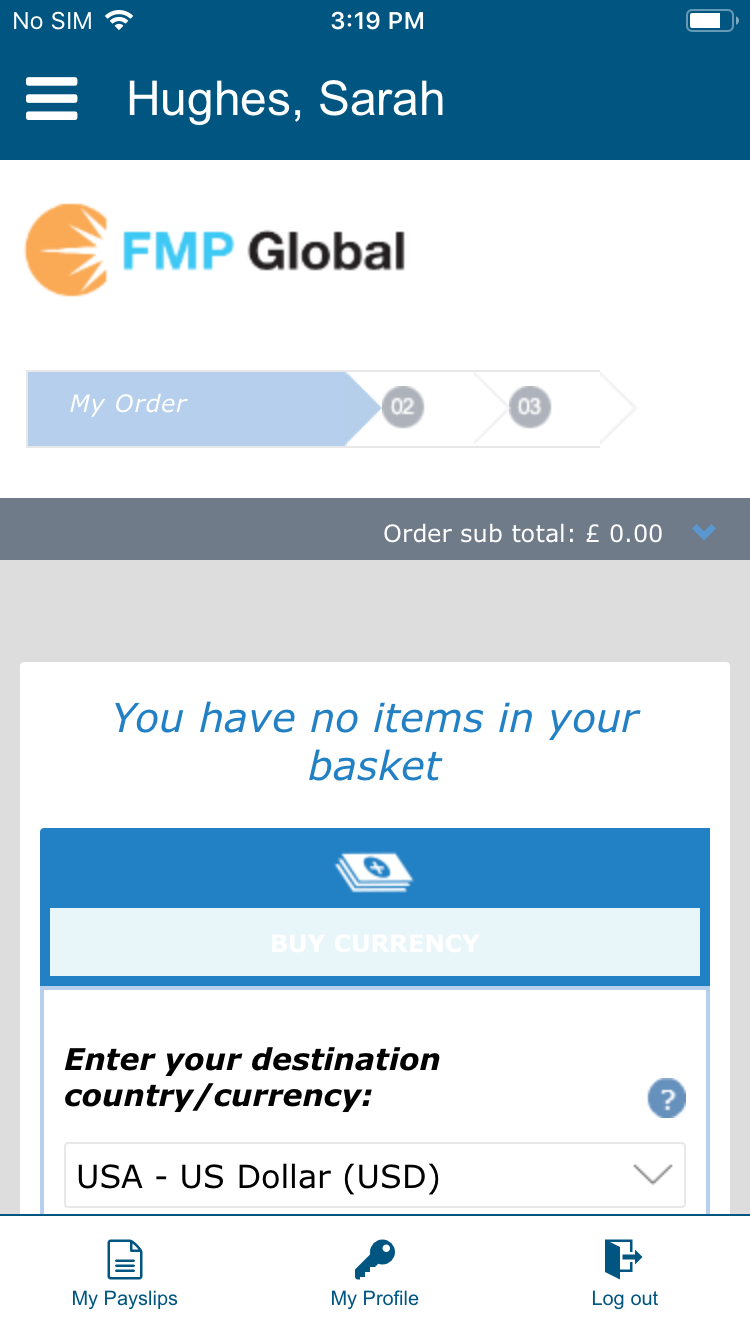 No SIM 3:19 PM
Hughes, Sarah
FMP Global
My Order 02 03
Order sub total: £ 0.00
You have no items in your
basket
BUY CURRENCY
Enter your destination
country/currency:
?
USA - US Dollar (USD)
My Payslips My Profile Log out